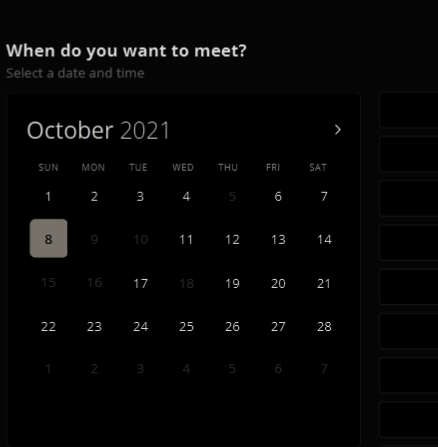 When do you want to meet?
Select a date and time
October 2021 >
SUN MON TUE WED THU FRI SAT
1 2 3 4 5 6 7
8 9 10 11 12 13 14
15 16 17 18 19 20 21
22 23 24 25 26 27 28
1 2 3 4 5 6 7